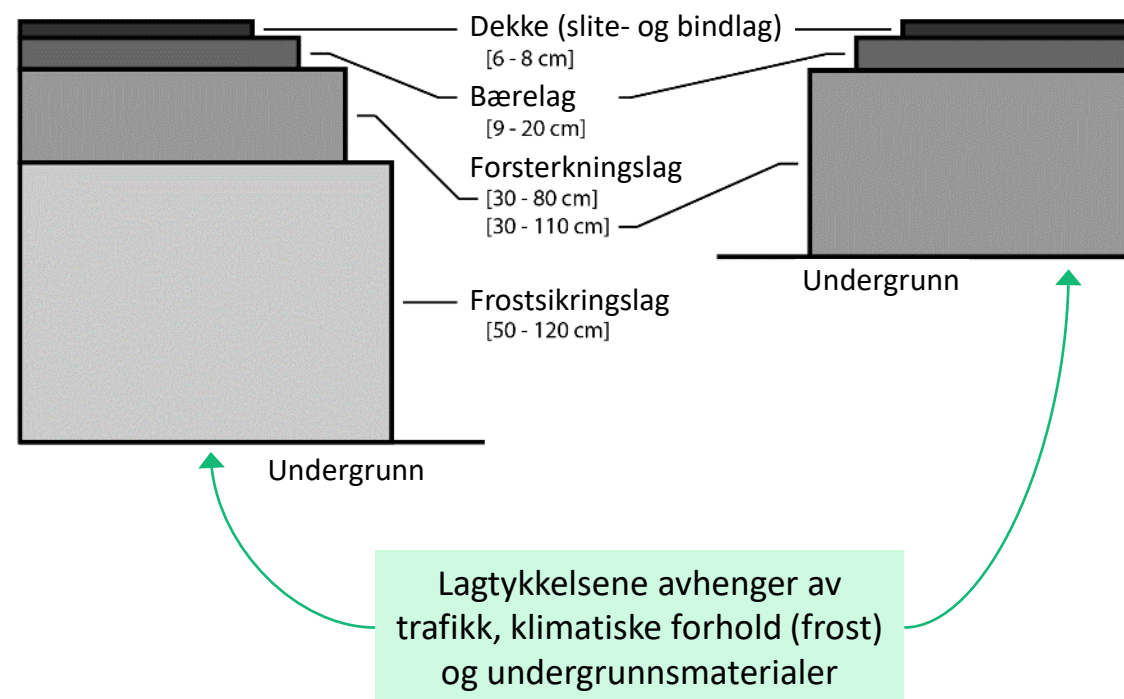 Dekke (slite- og bindlag)
[6 - 8 cm]
Bærelag
[9 - 20 cm]
Forsterkningslag
[30 - 80 cm]
[30 - 110 cm]
Undergrunn
Frostsikringslag
[50 - 120 cm]
Undergrunn
Lagtykkelsene avhenger av
trafikk, klimatiske forhold (frost)
og undergrunnsmaterialer